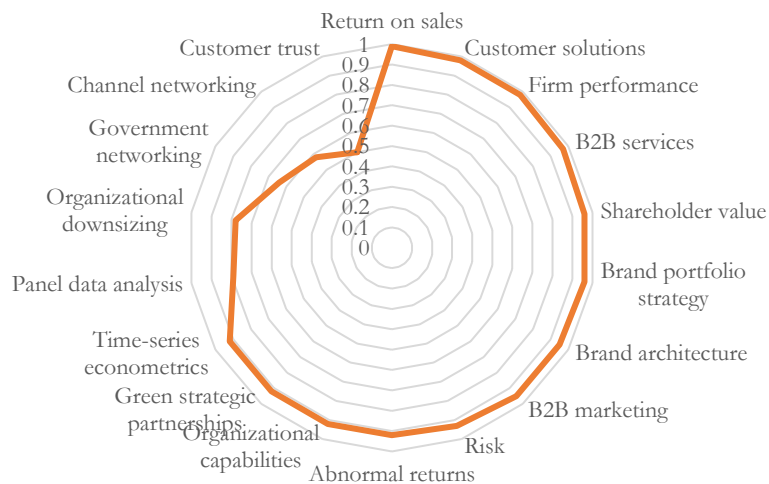 Return on sales
Customer solutions
Firm performance
B2B services
Shareholder value
Brand portfolio
strategy
Brand architecture
B2B marketing
Risk
Abnormal returns
Organizational
capabilities
Green strategic
partnerships
Time-series
econometrics
Panel data analysis
Organizational
downsizing
Government
networking
Channel networking
Customer trust
1
0.9
0.8
0.7
0.6
0.5
0.4
0.3
0.2
0.1
0